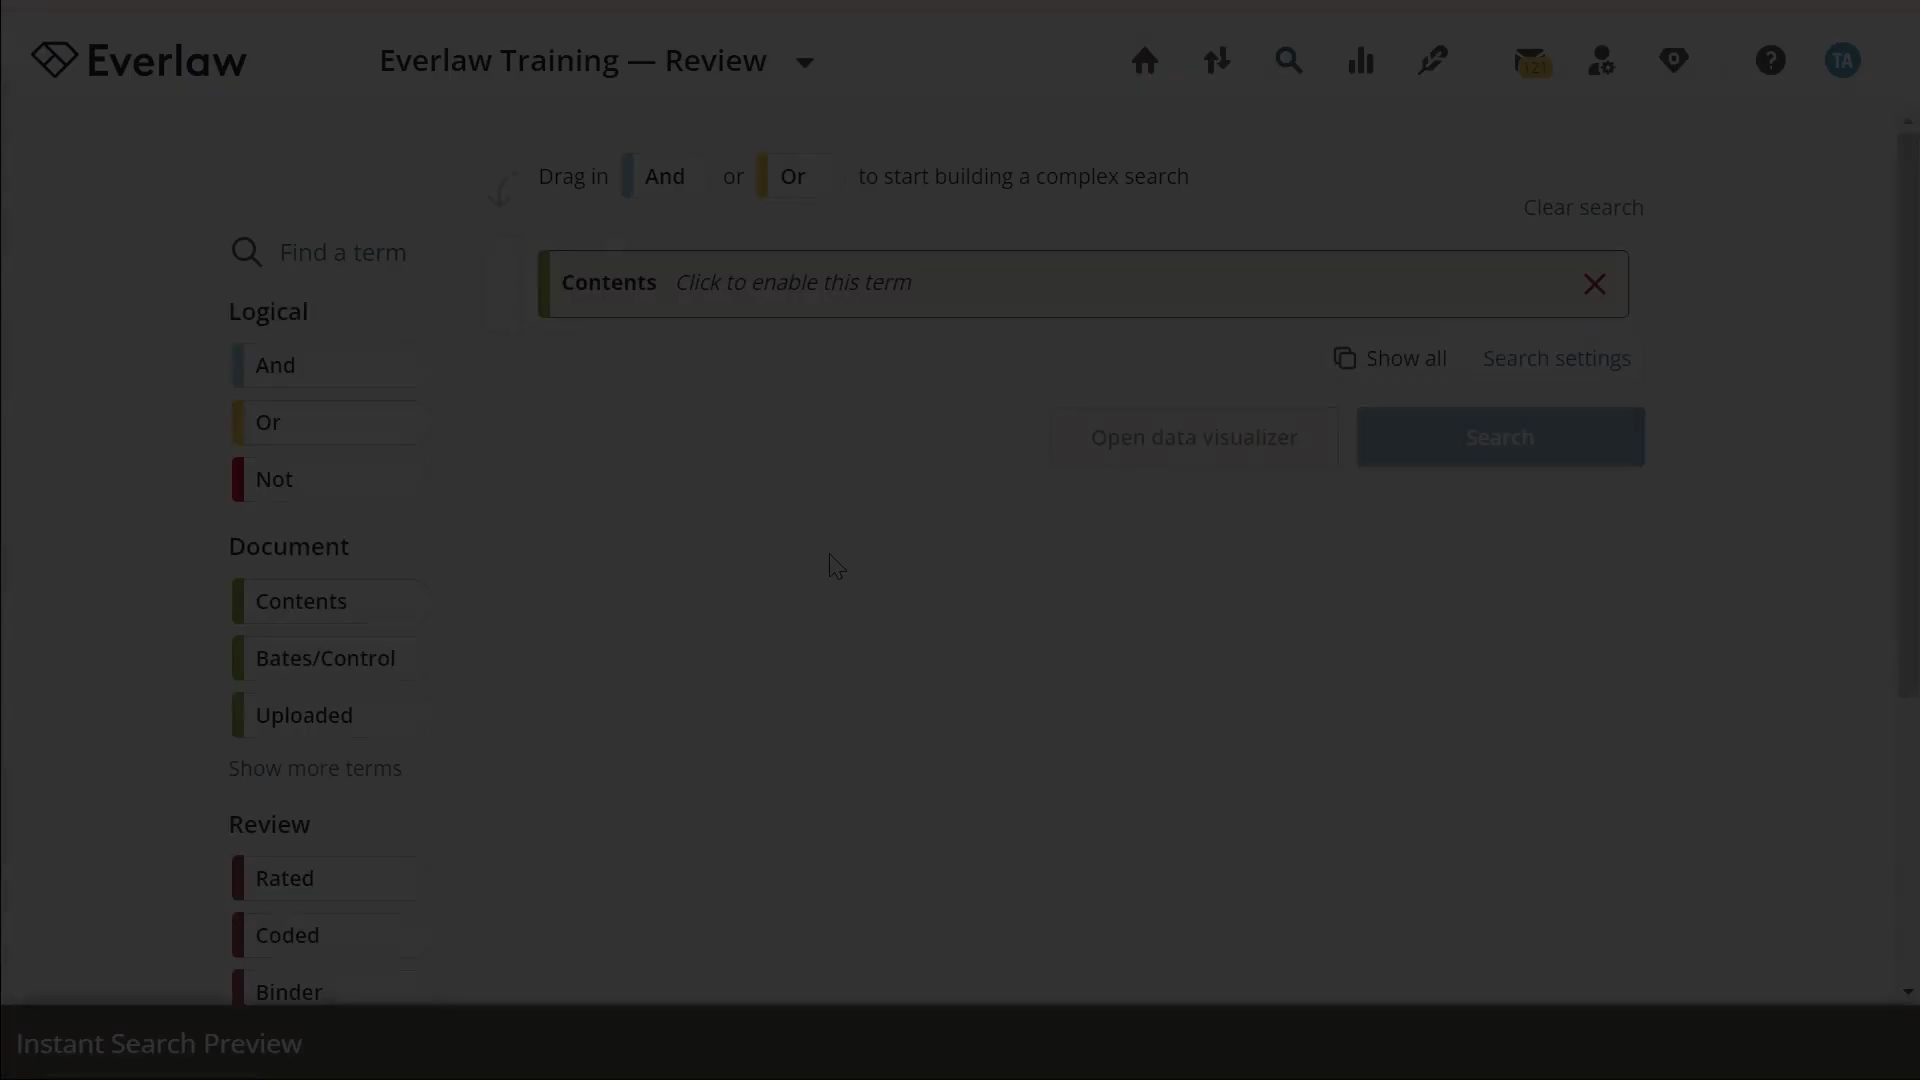 Everlaw
Everlaw Training — Review
121
?
TA
Drag in And or Or to start building a complex search
Clear search
Find a term
Contents Click to enable this term
Logical
Show all Search settings
And
Or
Open data visualizer Search
Not
Document
Contents
Bates/Control
Uploaded
Show more terms
Review
Rated
Coded
Binder
Instant Search Preview